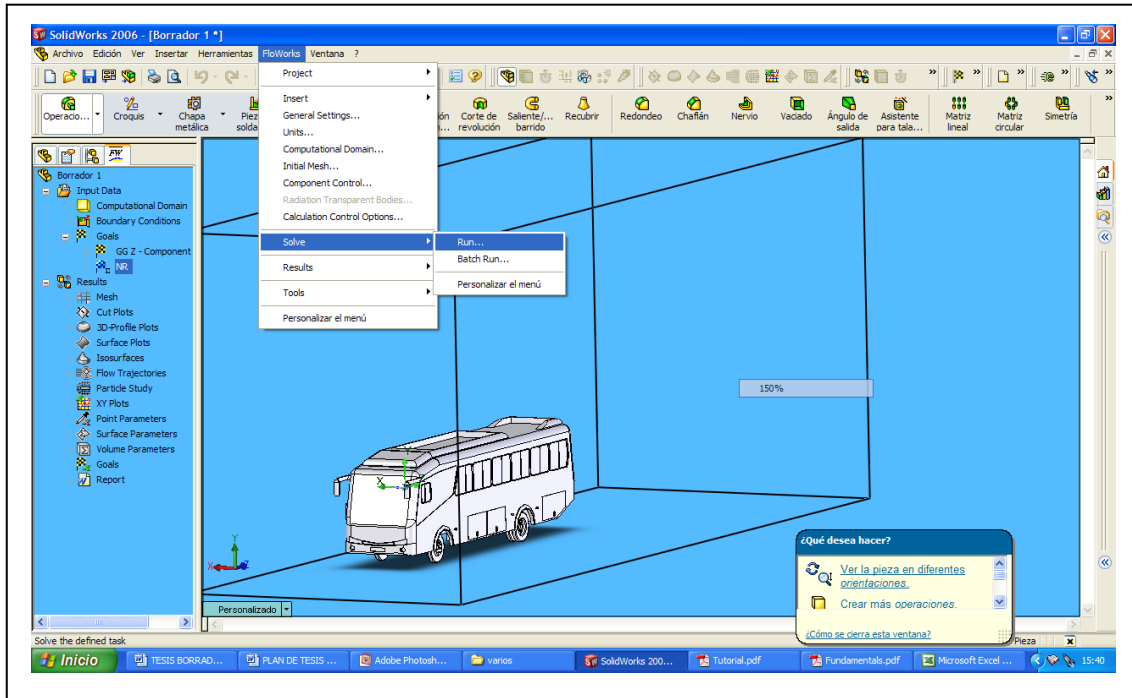 SolidWorks 2006 - [Borrador 1 *]
Archivo Edición Ver Insertar Herramientas FloWorks Ventana ?
Operacio... Croquis Chapa metálica
Corte de revolución
Saliente/... barrido
Recubrir
Redondeo
Chaflán
Nervio
Vaciado
Ángulo de salida
Asistente para tala...
Matriz lineal
Matriz circular
Simetría
Project
Insert
General Settings...
Units...
Computational Domain...
Initial Mesh...
Component Control...
Radiation Transparent Bodies...
Calculation Control Options...
Solve
Results
Tools
Personalizar el menú
Run...
Batch Run...
Personalizar el menú
Borrador 1
Input Data
Computational Domain
Boundary Conditions
Goals
GG Z - Component
NR
Results
Mesh
Cut Plots
3D-Profile Plots
Surface Plots
Isosurfaces
Flow Trajectories
Particle Study
XY Plots
Point Parameters
Surface Parameters
Volume Parameters
Goals
Report
150%
Y
X
Y
X
Z
Personalizado
¿Qué desea hacer?
Ver la pieza en diferentes
orientaciones.
Crear más operaciones.
¿Cómo se cierra esta ventana?
Solve the defined task
Pieza
Inicio
TESIS BORRAD...
PLAN DE TESIS ...
Adobe Photosh...
varios
SolidWorks 200...
Tutorial.pdf
Fundamentals.pdf
Microsoft Excel ...
15:40